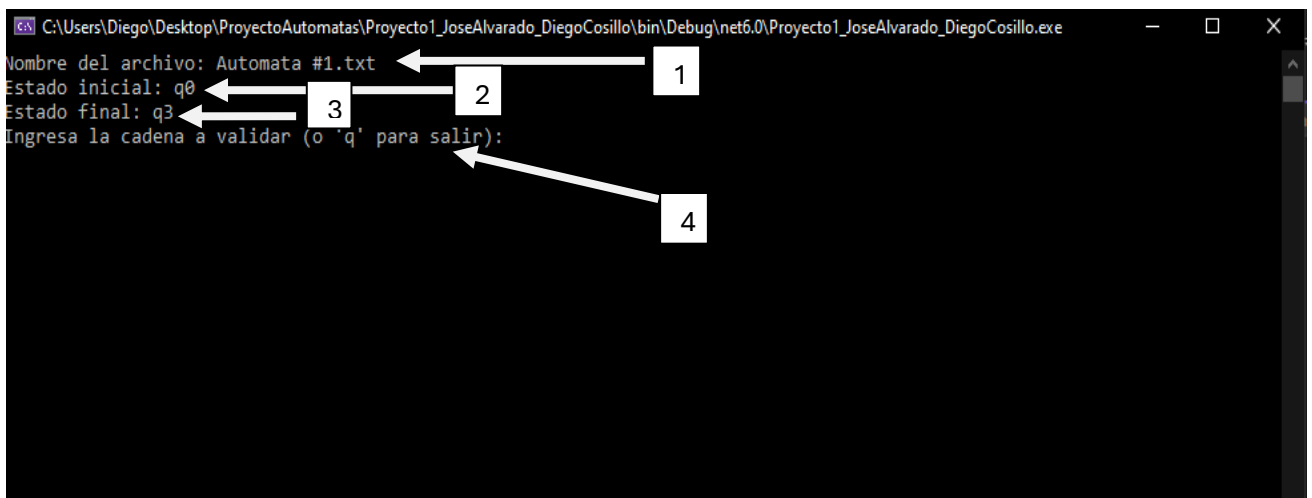 C:\Users\Diego\Desktop\ProyectoAutomatas\Proyecto1_JoseAlvarado_DiegoCosillo\bin\Debug\net6.0\Proyecto1_JoseAlvarado_DiegoCosillo.exe
Nombre del archivo: Automata #1.txt
1
Estado inicial: q0
2
Estado final: q3
3
Ingresa la cadena a validar (o 'q' para salir):
4